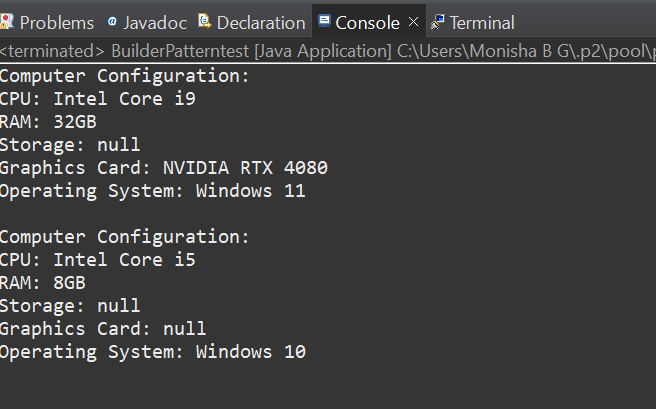 Problems Javadoc Declaration Console Terminal
<terminated> BuilderPatterntest [Java Application] C:\Users\Monisha B G\.p2\pool\
Computer Configuration:
CPU: Intel Core i9
RAM: 32GB
Storage: null
Graphics Card: NVIDIA RTX 4080
Operating System: Windows 11
Computer Configuration:
CPU: Intel Core i5
RAM: 8GB
Storage: null
Graphics Card: null
Operating System: Windows 10